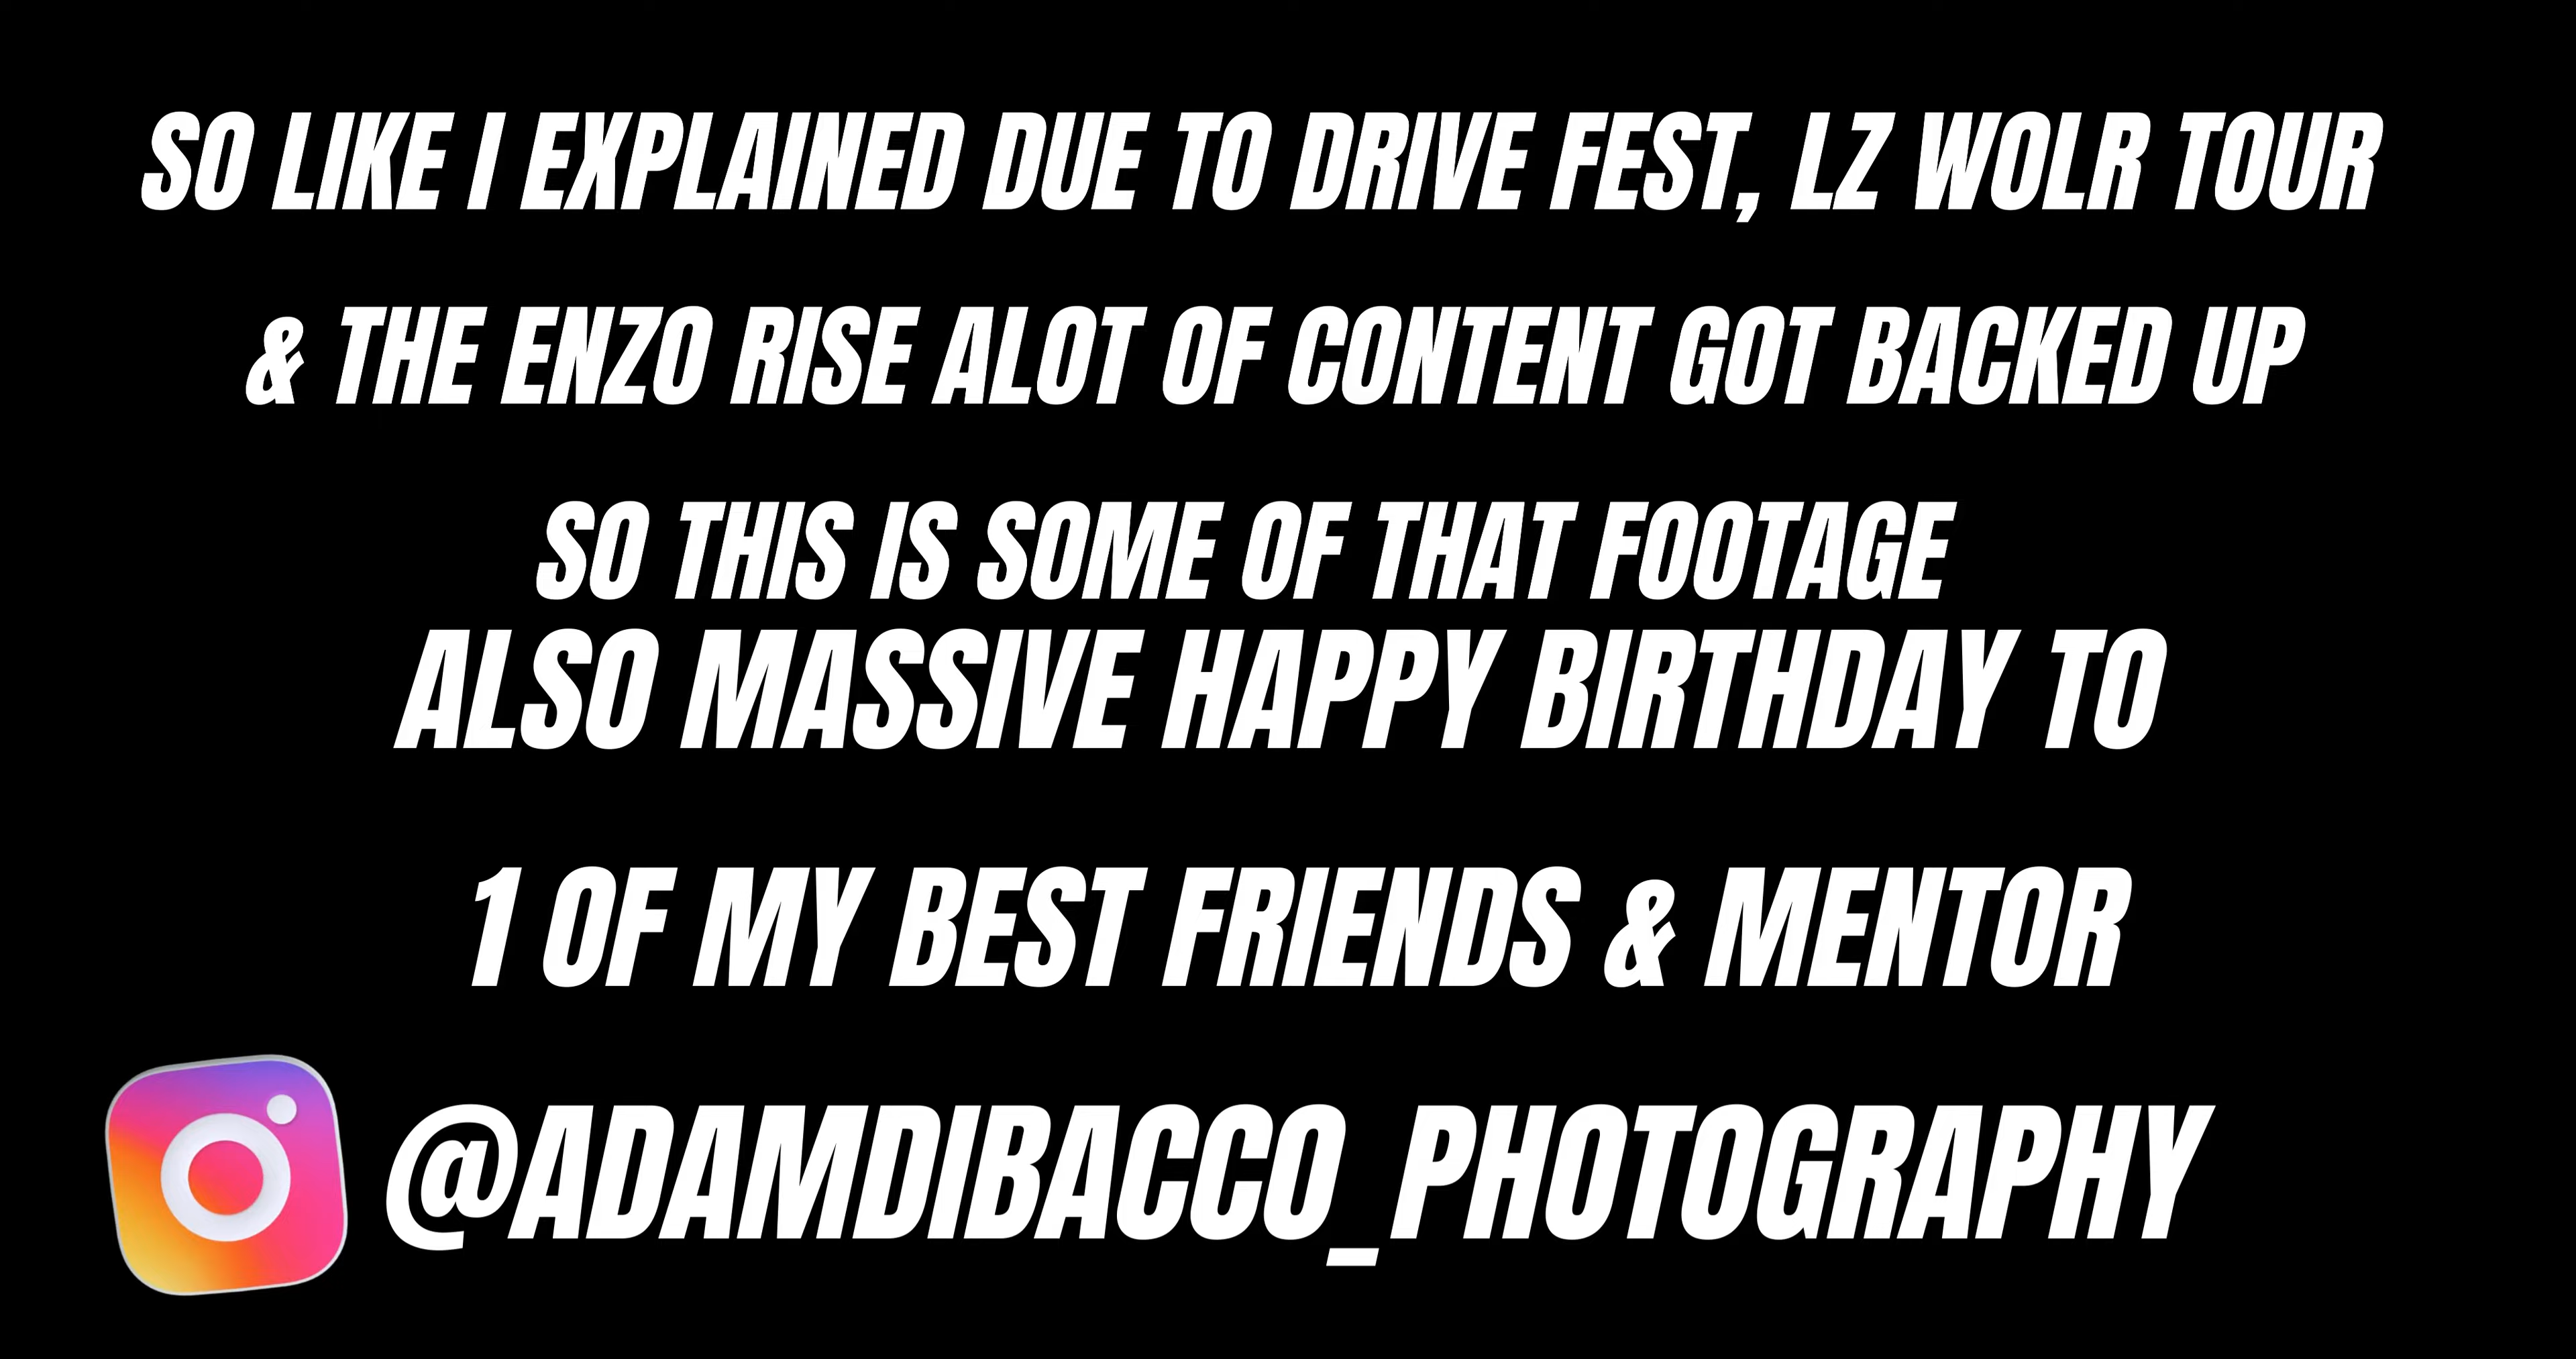 SO LIKE I EXPLAINED DUE TO DRIVE FEST, LZ WOLR TOUR
& THE ENZO RISE ALOT OF CONTENT GOT BACKED UP
SO THIS IS SOME OF THAT FOOTAGE
ALSO MASSIVE HAPPY BIRTHDAY TO
1 OF MY BEST FRIENDS & MENTOR
@ADAMDIBACCO_PHOTOGRAPHY